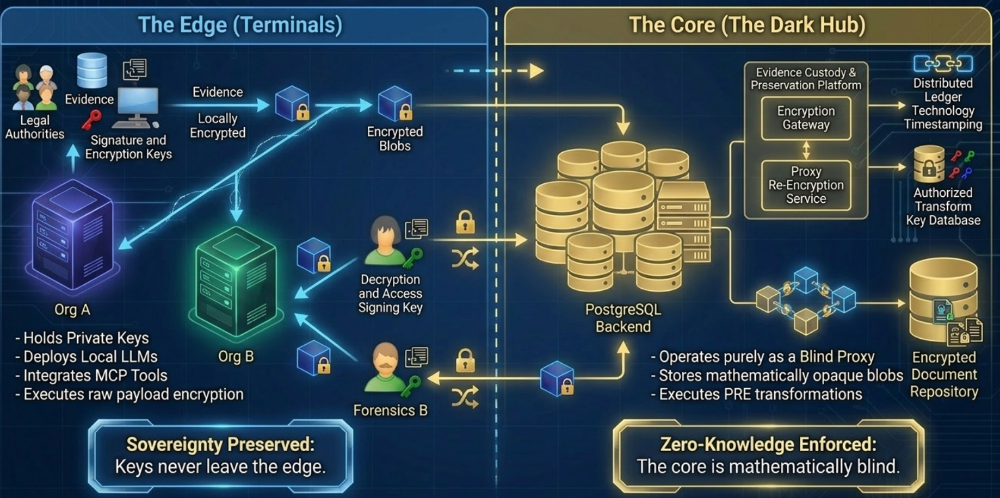 The Edge (Terminals)
Evidence
Legal
Authorities
Signature and
Encryption Keys
Evidence
Locally
Encrypted
Encrypted
Blobs
Org A
- Holds Private Keys
- Deploys Local LLMs
- Integrates MCP Tools
- Executes raw payload encryption
Org B
Decryption
and Access
Signing Key
Forensics B
Sovereignty Preserved:
Keys never leave the edge.
The Core (The Dark Hub)
Evidence Custody &
Preservation Platform
Encryption
Gateway
Proxy
Re-Encryption
Service
Distributed
Ledger
Technology
Timestamping
Authorized
Transform
Key Database
PostgreSQL
Backend
- Operates purely as a Blind Proxy
- Stores mathematically opaque blobs
- Executes PRE transformations
Encrypted
Document
Repository
Zero-Knowledge Enforced:
The core is mathematically blind.